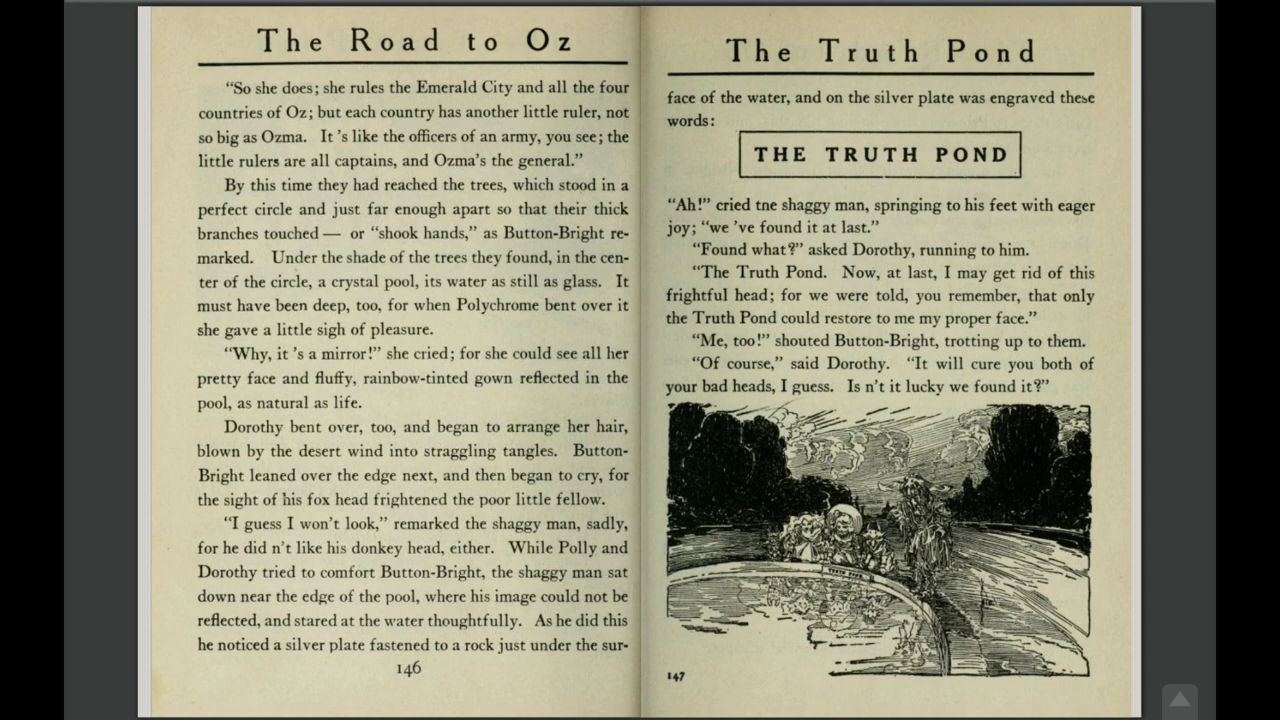 The Road to Oz
“So she does; she rules the Emerald City and all the four
countries of Oz; but each country has another little ruler, not
so big as Ozma. It 's like the officers of an army, you see; the
little rulers are all captains, and Ozma's the general.”
By this time they had reached the trees, which stood in a
perfect circle and just far enough apart so that their thick
branches touched — or “shook hands,” as Button-Bright re-
marked. Under the shade of the trees they found, in the cen-
ter of the circle, a crystal pool, its water as still as glass. It
must have been deep, too, for when Polychrome bent over it
she gave a little sigh of pleasure.
“Why, it 's a mirror!” she cried; for she could see all her
pretty face and fluffy, rainbow-tinted gown reflected in the
pool, as natural as life.
Dorothy bent over, too, and began to arrange her hair,
blown by the desert wind into straggling tangles. Button-
Bright leaned over the edge next, and then began to cry, for
the sight of his fox head frightened the poor little fellow.
“I guess I won't look,” remarked the shaggy man, sadly,
for he did n't like his donkey head, either. While Polly and
Dorothy tried to comfort Button-Bright, the shaggy man sat
down near the edge of the pool, where his image could not be
reflected, and stared at the water thoughtfully. As he did this
he noticed a silver plate fastened to a rock just under the sur-
146
The Truth Pond
face of the water, and on the silver plate was engraved these
words:
THE TRUTH POND
“Ah!” cried tne shaggy man, springing to his feet with eager
joy; “we 've found it at last.”
“Found what?” asked Dorothy, running to him.
“The Truth Pond. Now, at last, I may get rid of this
frightful head; for we were told, you remember, that only
the Truth Pond could restore to me my proper face.”
“Me, too!” shouted Button-Bright, trotting up to them.
“Of course,” said Dorothy. “It will cure you both of
your bad heads, I guess. Is n't it lucky we found it?”
TRUTH POND
147